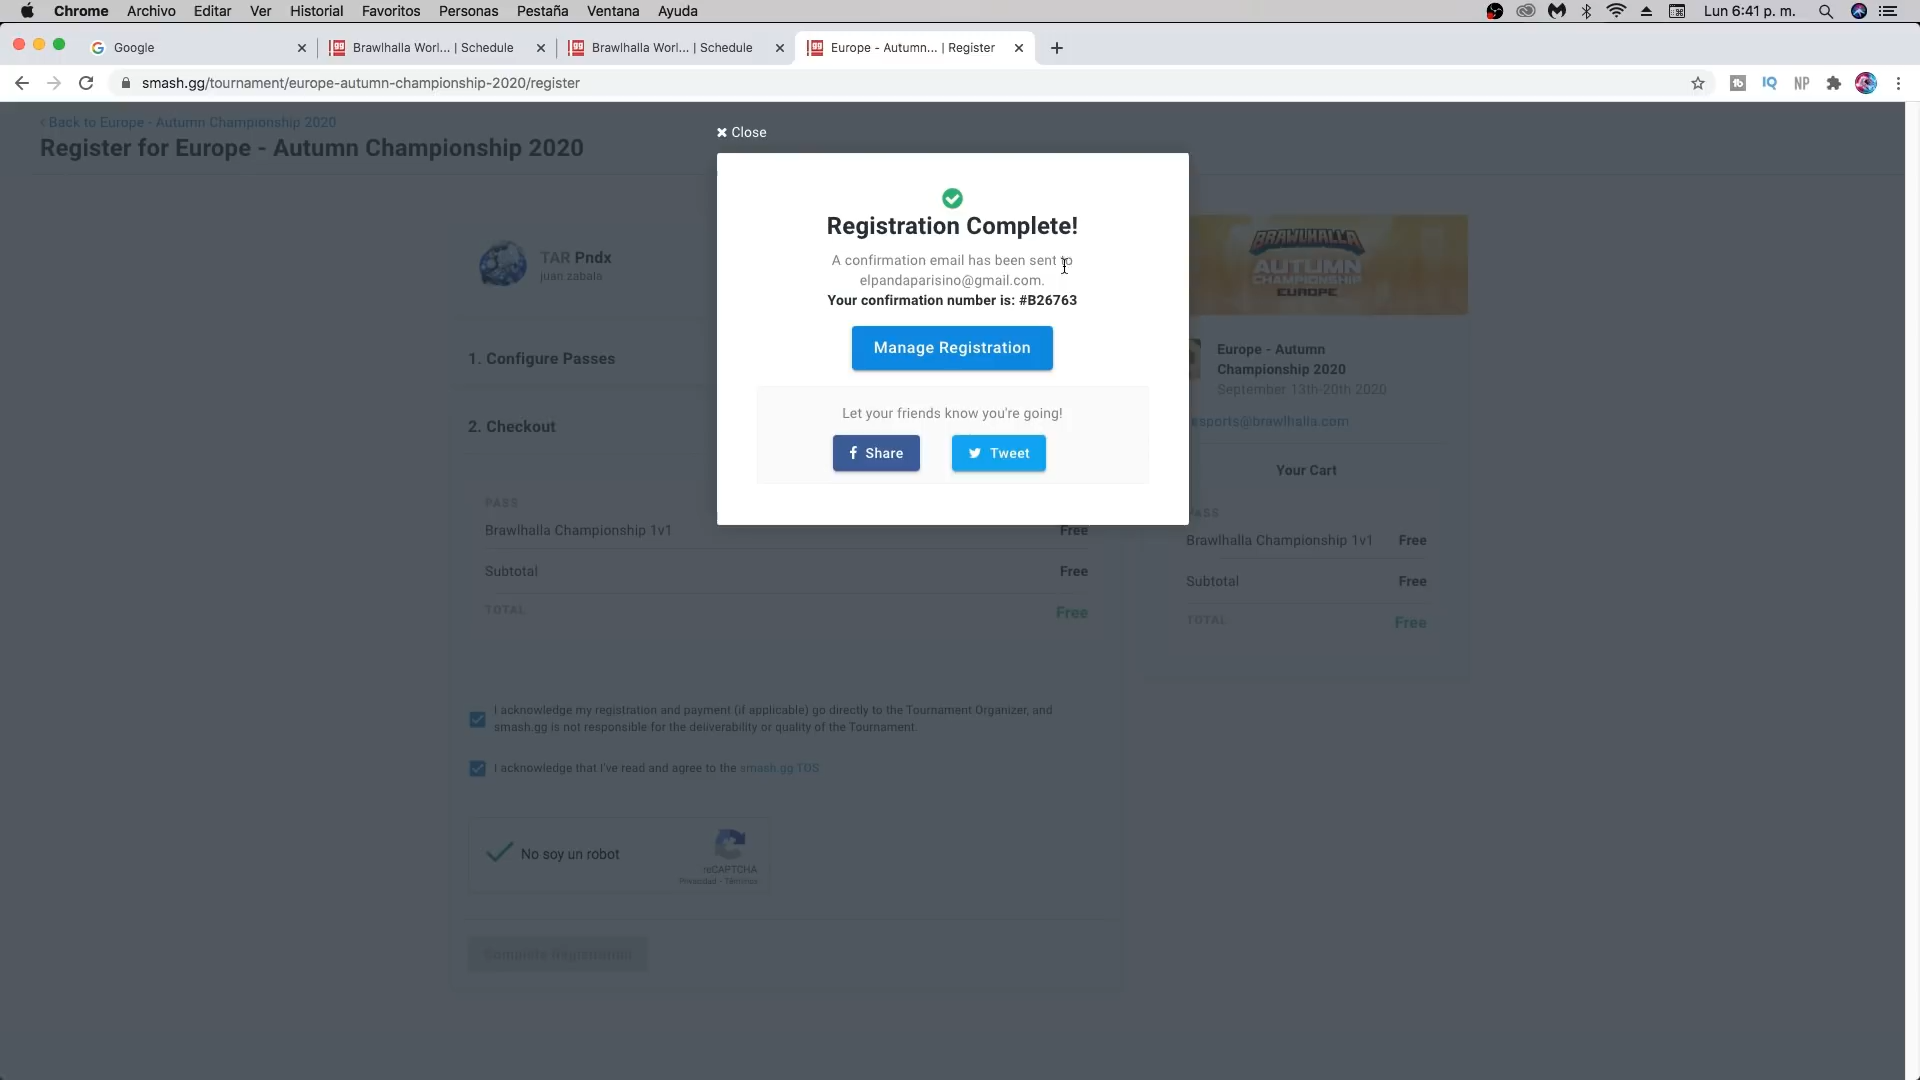 Chrome Archivo Editar Ver Historial Favoritos Personas Pestaña Ventana Ayuda
Lun 6:41 p. m.
Google
Brawlhalla Worl... | Schedule
Brawlhalla Worl... | Schedule
Europe - Autumn... | Register
smash.gg/tournament/europe-autumn-championship-2020/register
IQ
NP
< Back to Europe - Autumn Championship 2020
Register for Europe - Autumn Championship 2020
Close
Registration Complete!
A confirmation email has been sent to
elpandaparisino@gmail.com.
Your confirmation number is: #B26763
Manage Registration
Let your friends know you're going!
Share
Tweet
TAR Pndx
juan zabala
1. Configure Passes
2. Checkout
PASS
Brawlhalla Championship 1v1 Free
Subtotal Free
TOTAL Free
I acknowledge my registration and payment (if applicable) go directly to the Tournament Organizer, and
smash.gg is not responsible for the deliverability or quality of the Tournament.
I acknowledge that I've read and agree to the smash.gg TOS
No soy un robot
reCAPTCHA
Privacidad - Términos
Complete Registration
BRAWLHALLA
AUTUMN
CHAMPIONSHIP
EUROPE
Europe - Autumn
Championship 2020
September 13th-20th 2020
esports@brawlhalla.com
Your Cart
PASS
Brawlhalla Championship 1v1 Free
Subtotal Free
TOTAL Free